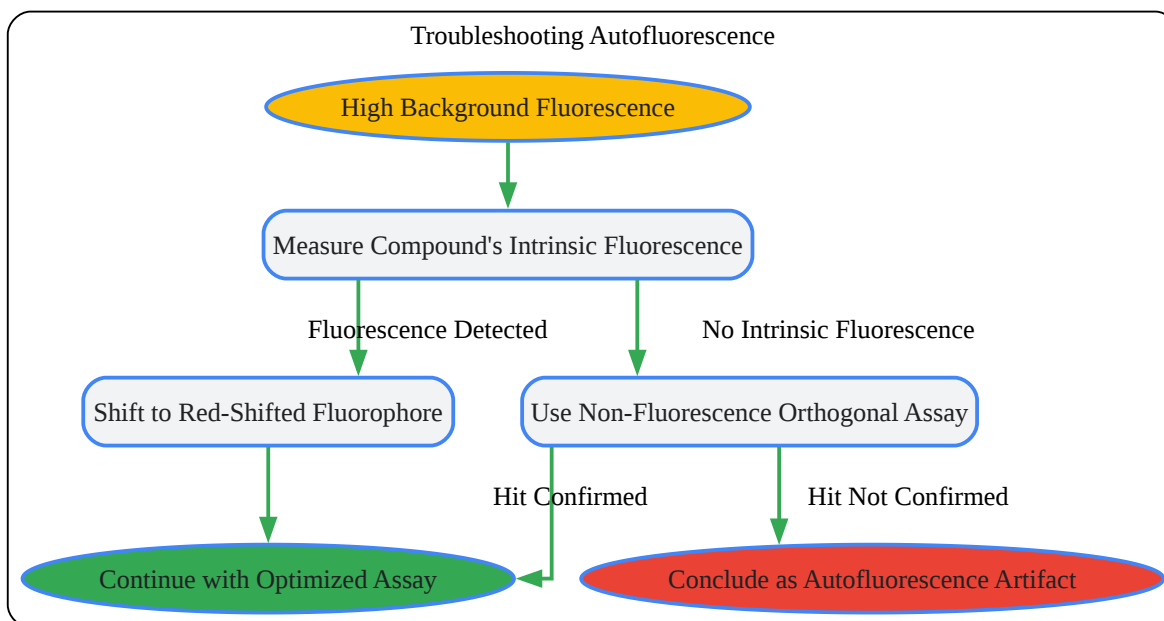 Troubleshooting Autofluorescence
High Background Fluorescence
Measure Compound's Intrinsic Fluorescence
Fluorescence Detected
No Intrinsic Fluorescence
Shift to Red-Shifted Fluorophore
Use Non-Fluorescence Orthogonal Assay
Hit Confirmed
Hit Not Confirmed
Continue with Optimized Assay
Conclude as Autofluorescence Artifact